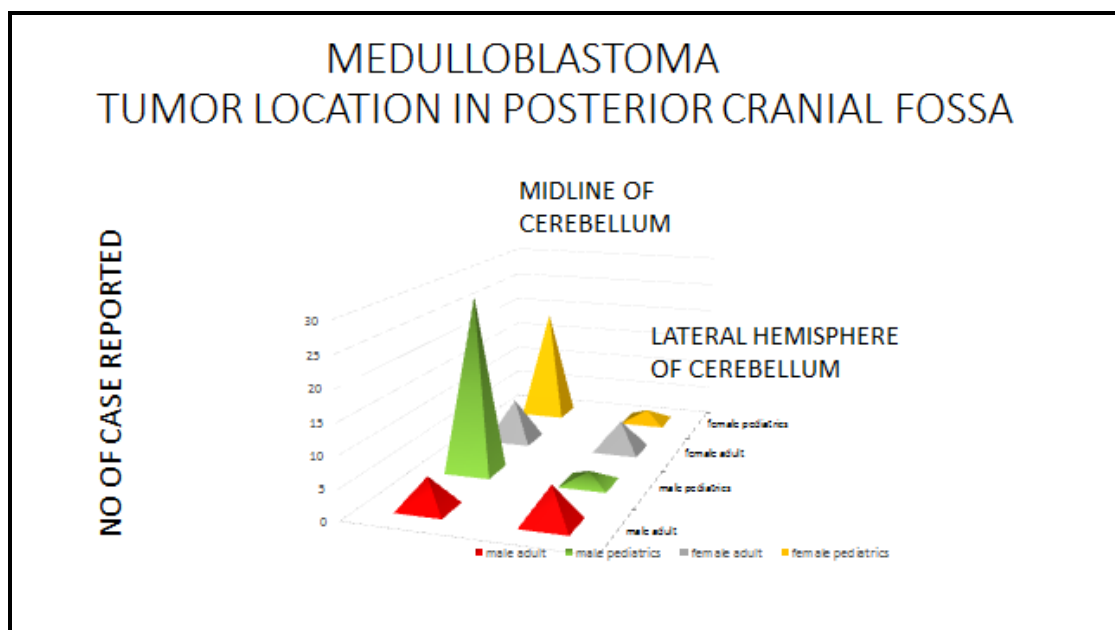 MEDULLOBLASTOMA
TUMOR LOCATION IN POSTERIOR CRANIAL FOSSA
MIDLINE OF
CEREBELLUM
NO OF CASE REPORTED
30
25
20
15
10
5
0
LATERAL HEMISPHERE
OF CEREBELLUM
female pediatrics
female adult
male pediatrics
male adult
male adult male pediatrics female adult female pediatrics